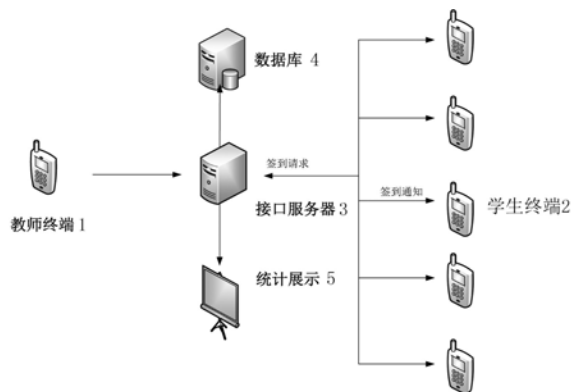 数据库 4
签到请求
教师终端 1
接口服务器 3
签到通知
学生终端2
统计展示 5